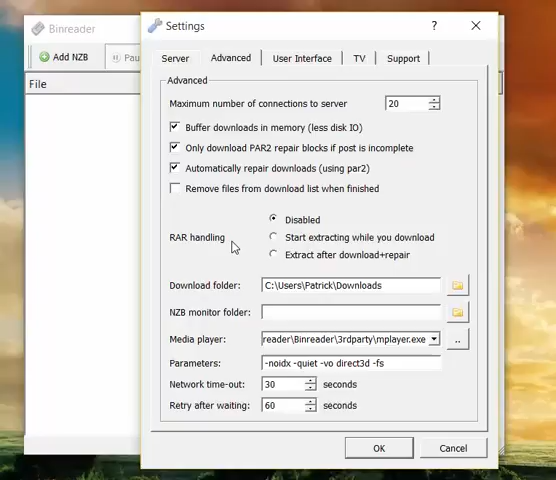 Binreader
Settings
?
Add NZB
Pau
Server
Advanced
User Interface
TV
Support
File
Advanced
Maximum number of connections to server
20
Buffer downloads in memory (less disk IO)
Only download PAR2 repair blocks if post is incomplete
Automatically repair downloads (using par2)
Remove files from download list when finished
Disabled
RAR handling
Start extracting while you download
Extract after download+repair
Download folder:
C:\Users\Patrick\Downloads
NZB monitor folder:
Media player:
reader\Binreader\3rdparty\mplayer.exe
..
Parameters:
-noidx -quiet -vo direct3d -fs
Network time-out:
30
seconds
Retry after waiting:
60
seconds
OK
Cancel